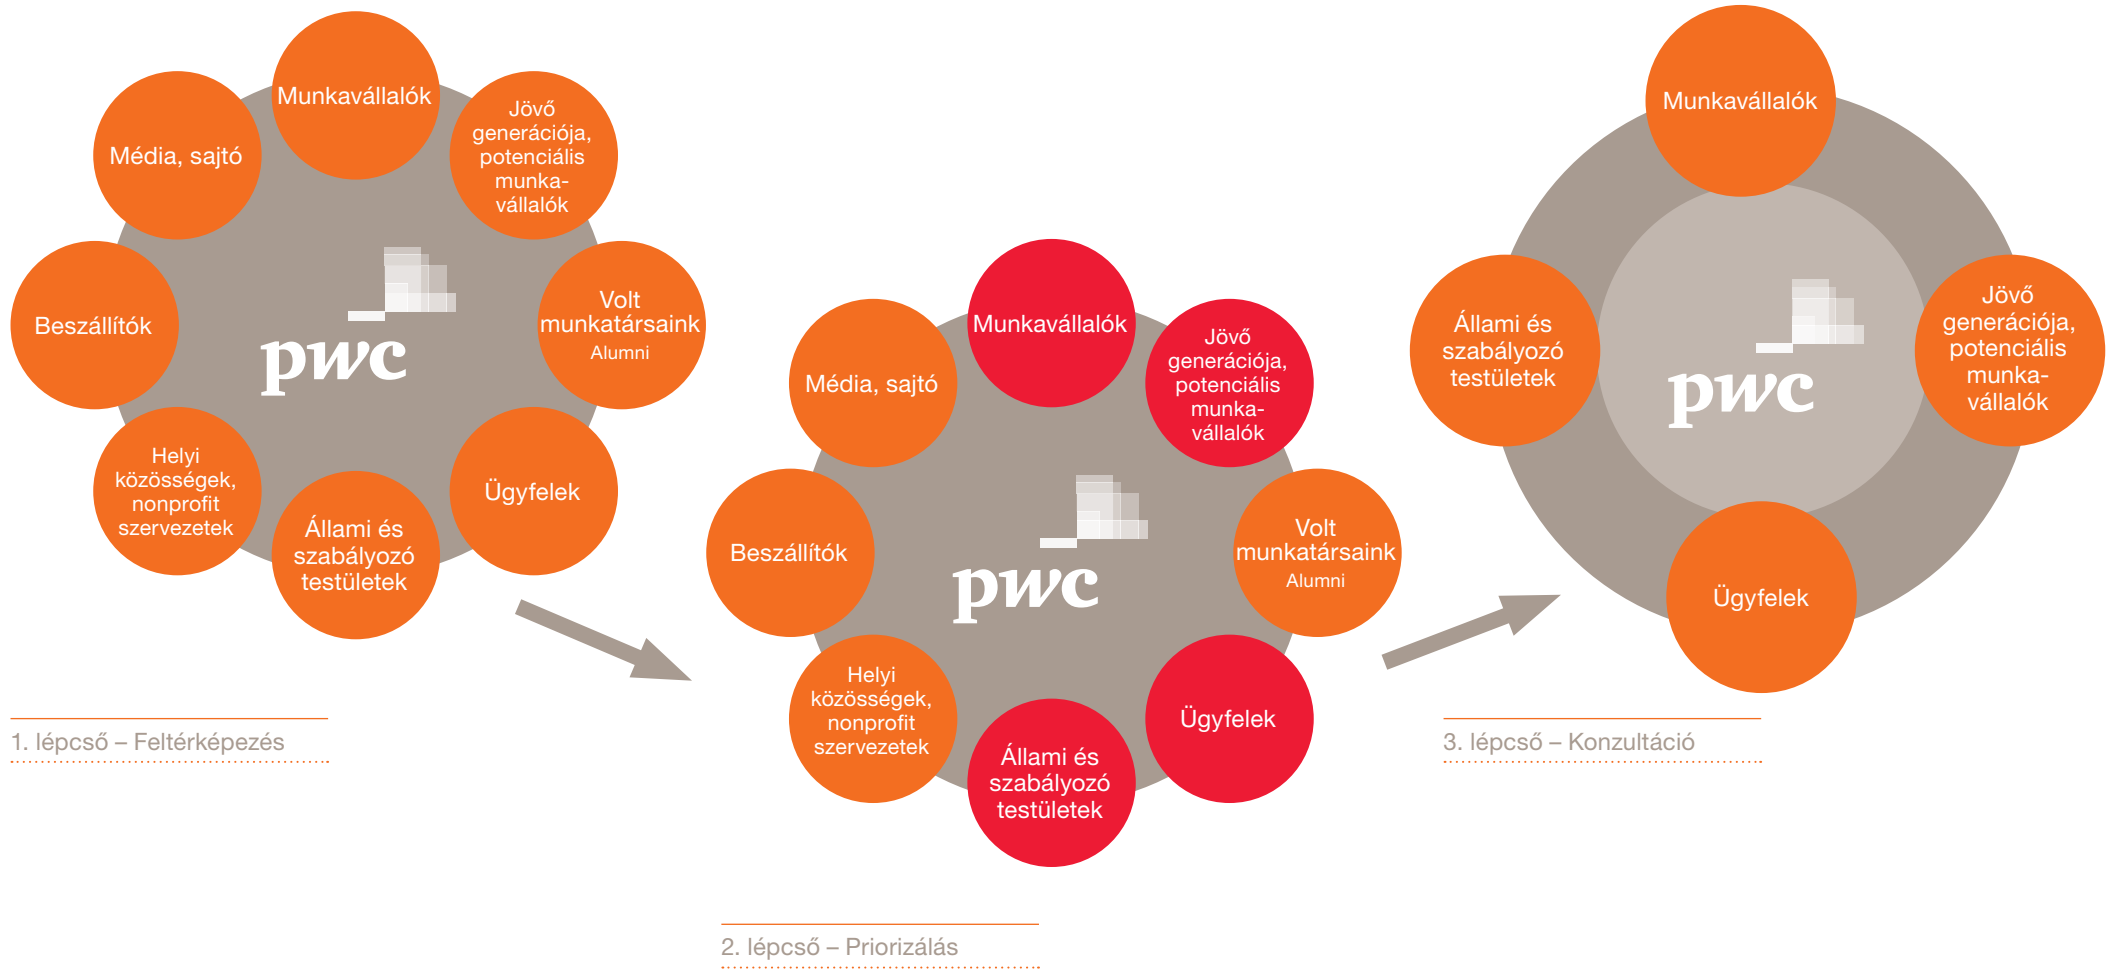 Munkavállalók
Jövő
generációja,
potenciális
munka-
vállalók
Volt
munkatársaink
Alumni
Ügyfelek
Állami és
szabályozó
testületek
Helyi
közösségek,
nonprofit
szervezetek
Beszállítók
Média, sajtó
pwc
1. lépcső – Feltérképezés
Munkavállalók
Jövő
generációja,
potenciális
munka-
vállalók
Volt
munkatársaink
Alumni
Ügyfelek
Állami és
szabályozó
testületek
Helyi
közösségek,
nonprofit
szervezetek
Beszállítók
Média, sajtó
pwc
2. lépcső – Priorizálás
Munkavállalók
Jövő
generációja,
potenciális
munka-
vállalók
Ügyfelek
Állami és
szabályozó
testületek
pwc
3. lépcső – Konzultáció